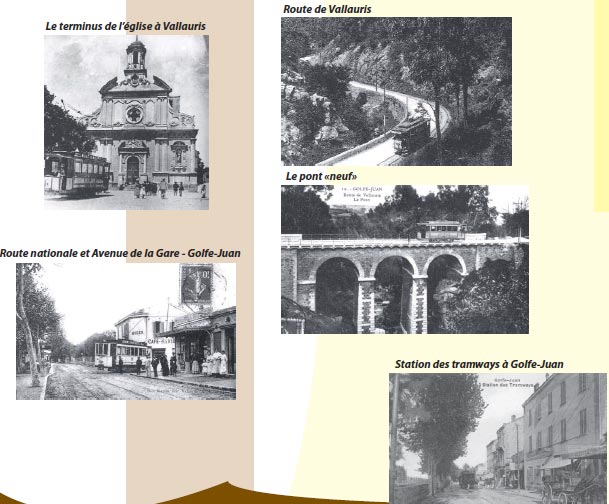 Le terminus de l'église à Vallauris
Route de Vallauris
Le pont «neuf»
12. - GOLFE-JUAN
Route de Vallauris
Le Pont
Route nationale et Avenue de la Gare - Golfe-Juan
Station des tramways à Golfe-Juan
Golfe-Juan
Station des Tramways